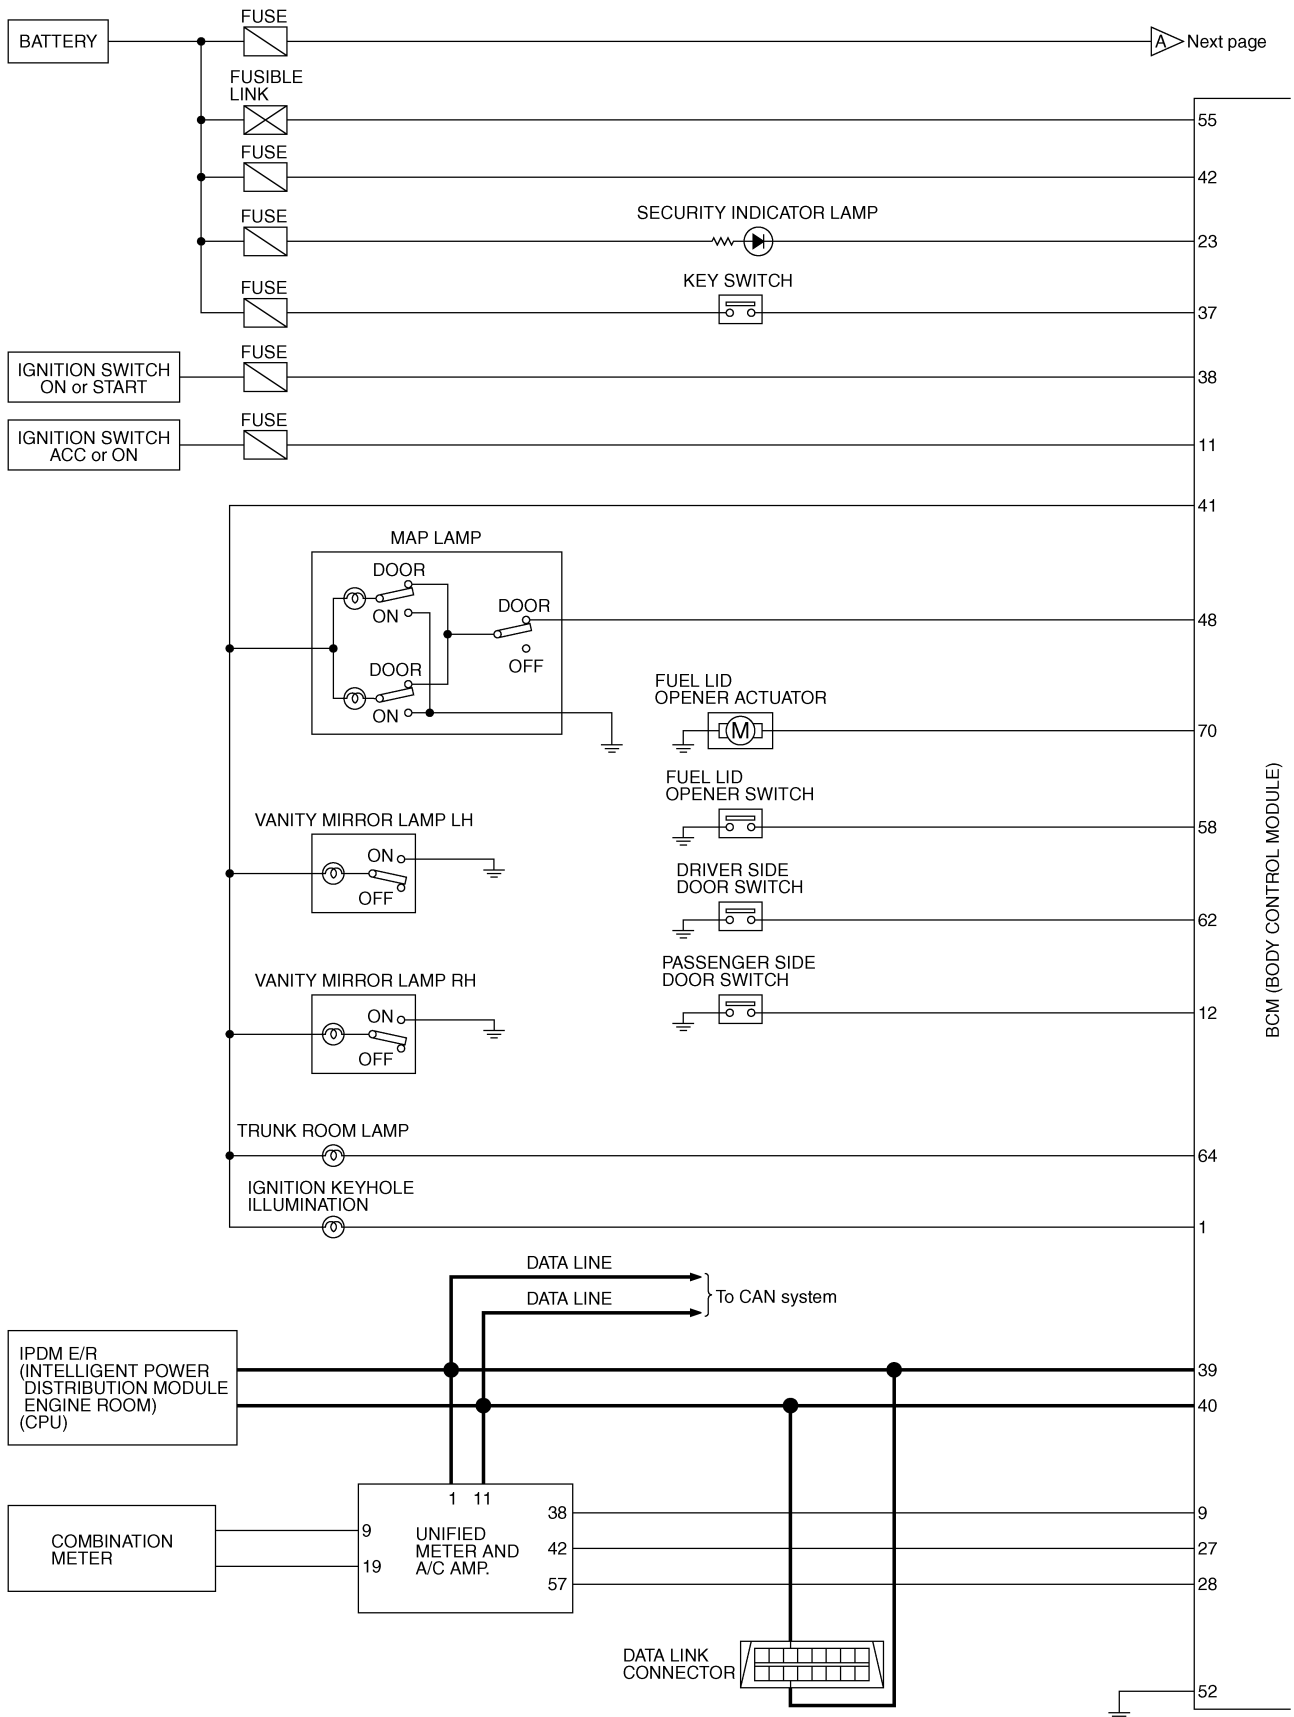 FUSE
BATTERY
A Next page
FUSIBLE
LINK
55
FUSE
42
FUSE
SECURITY INDICATOR LAMP
23
FUSE
KEY SWITCH
37
FUSE
IGNITION SWITCH
ON or START
38
FUSE
IGNITION SWITCH
ACC or ON
11
41
MAP LAMP
DOOR
ON
DOOR
48
OFF
DOOR
ON
FUEL LID
OPENER ACTUATOR
M
70
FUEL LID
OPENER SWITCH
58
VANITY MIRROR LAMP LH
ON
OFF
DRIVER SIDE
DOOR SWITCH
62
PASSENGER SIDE
DOOR SWITCH
12
BCM (BODY CONTROL MODULE)
VANITY MIRROR LAMP RH
ON
OFF
TRUNK ROOM LAMP
64
IGNITION KEYHOLE
ILLUMINATION
1
DATA LINE
DATA LINE
To CAN system
IPDM E/R
(INTELLIGENT POWER
DISTRIBUTION MODULE
ENGINE ROOM)
(CPU)
39
40
COMBINATION
METER
1 11
9
19
UNIFIED
METER AND
A/C AMP.
38
42
57
9
27
28
DATA LINK
CONNECTOR
52